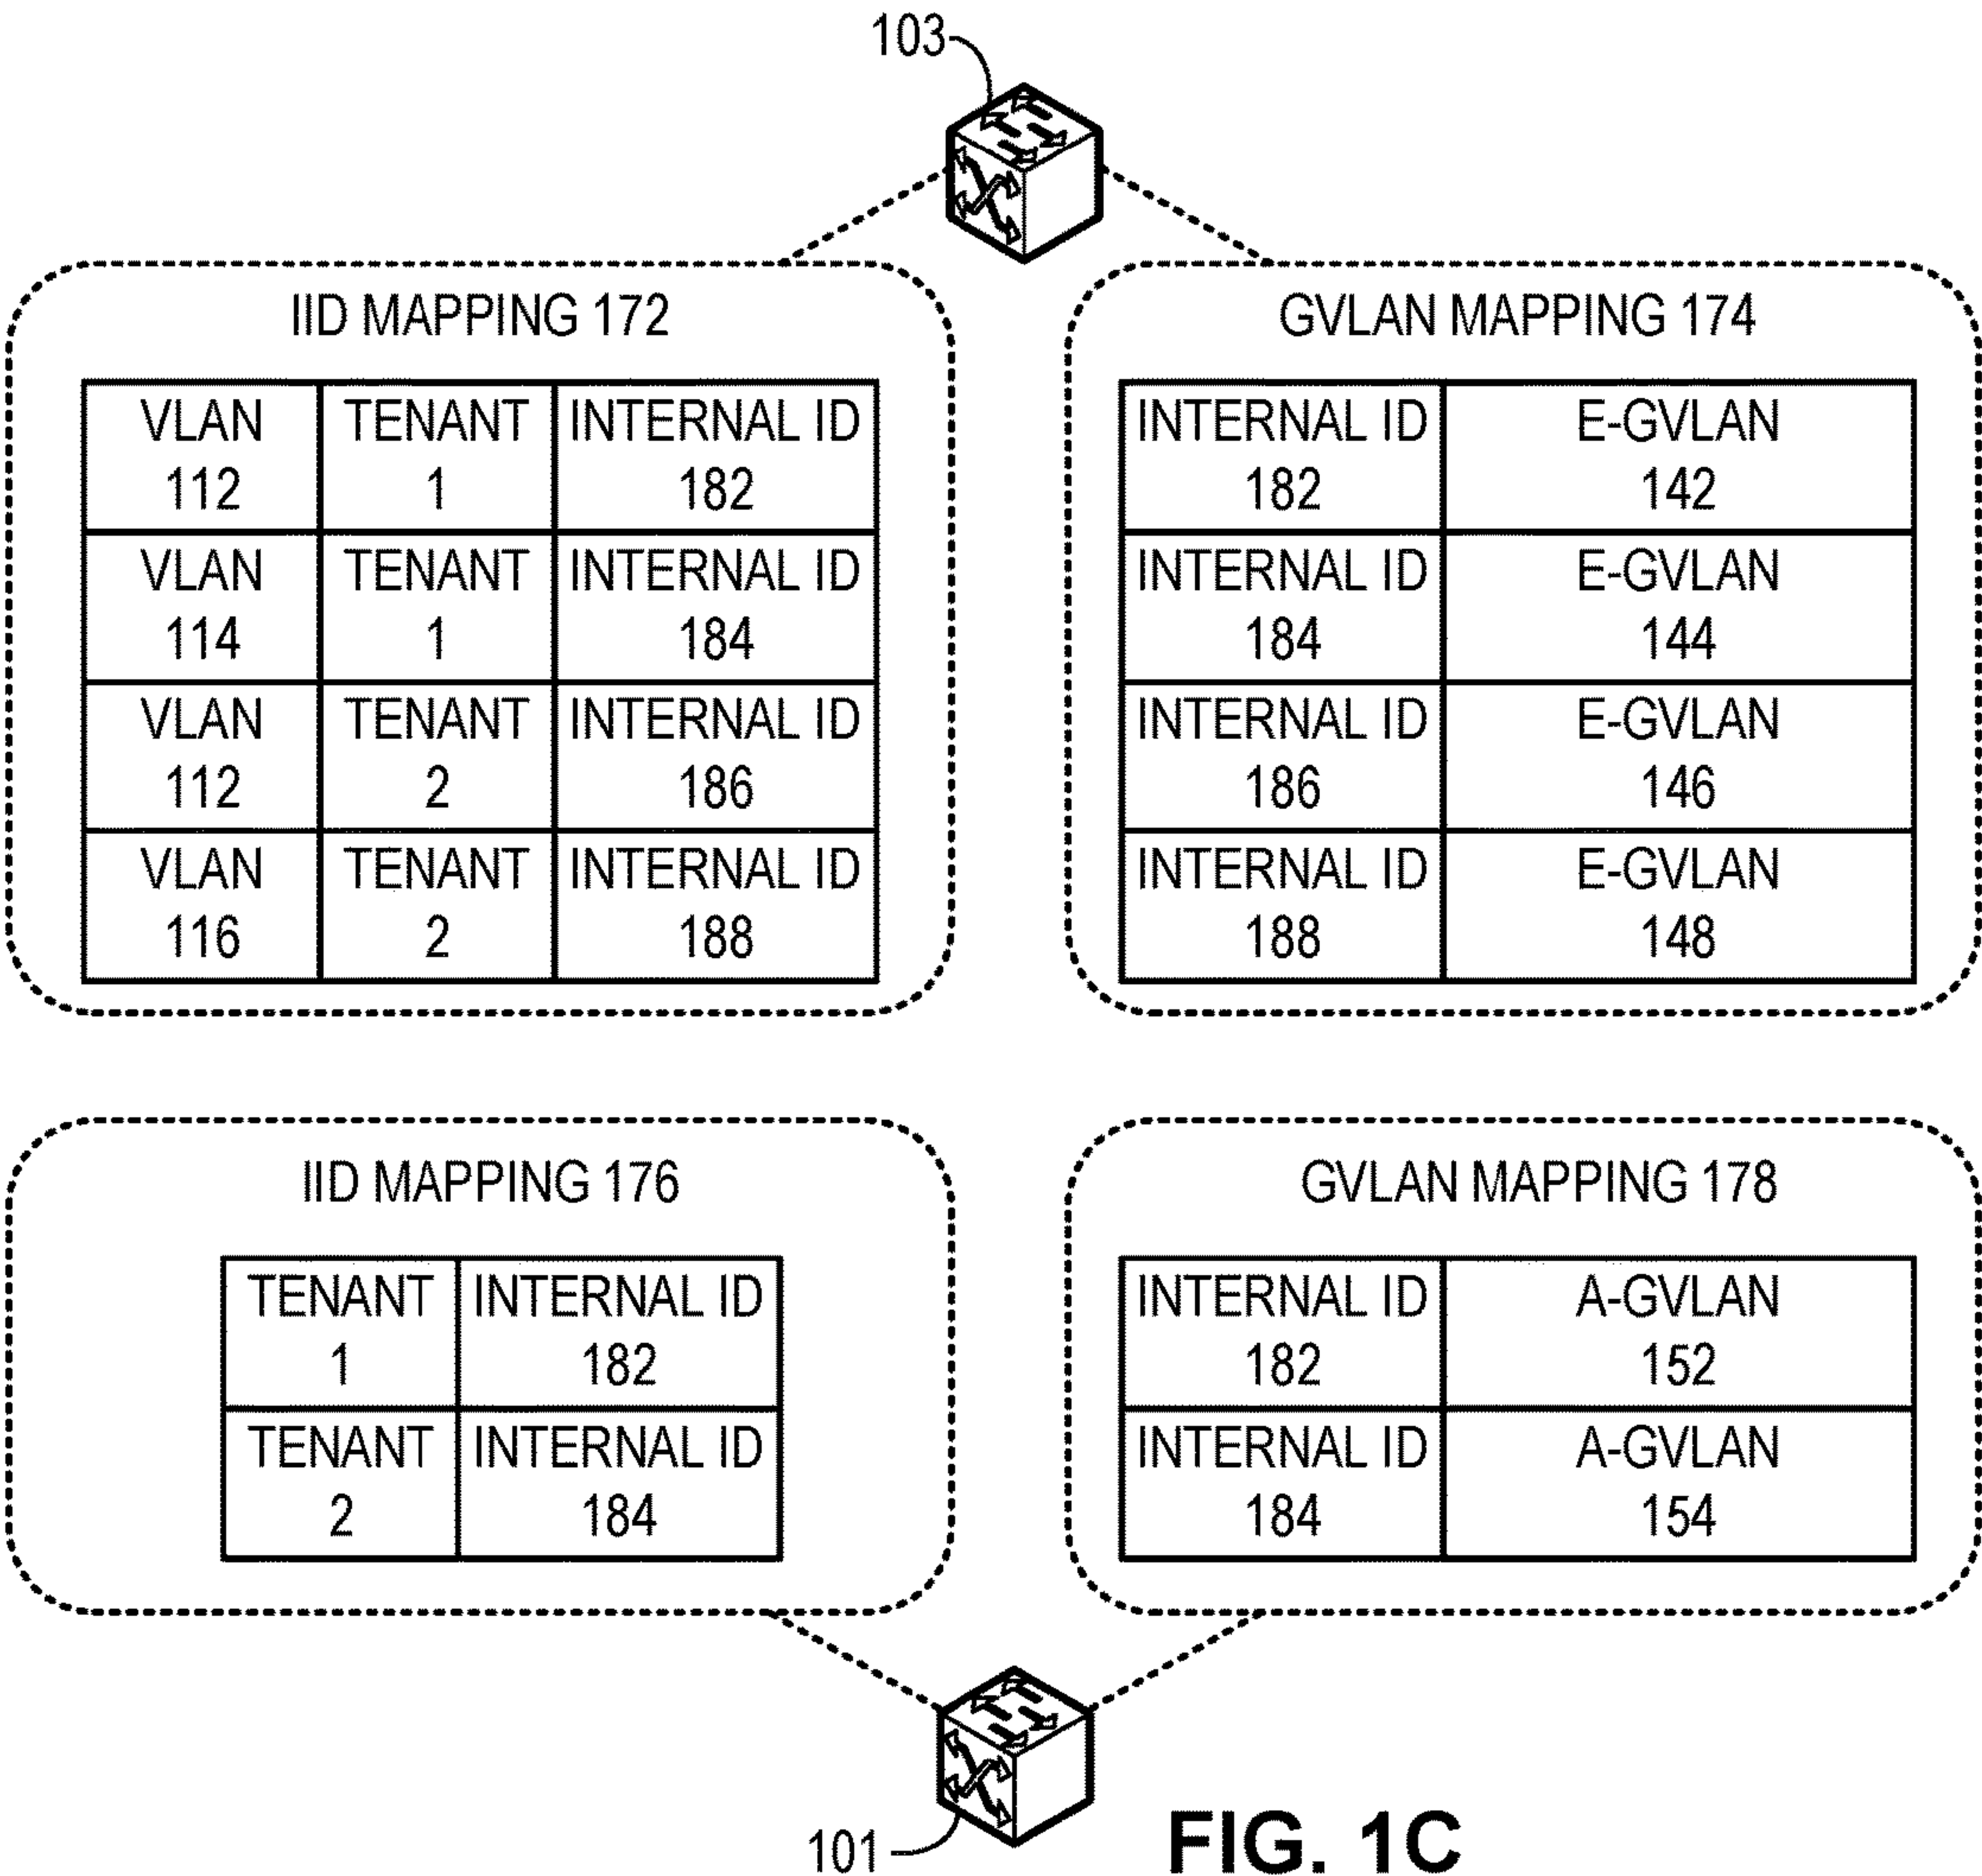 103
IID MAPPING 172
VLAN TENANT INTERNAL ID
112 1 182
VLAN TENANT INTERNAL ID
114 1 184
VLAN TENANT INTERNAL ID
112 2 186
VLAN TENANT INTERNAL ID
116 2 188
GVLAN MAPPING 174
INTERNAL ID E-GVLAN
182 142
INTERNAL ID E-GVLAN
184 144
INTERNAL ID E-GVLAN
186 146
INTERNAL ID E-GVLAN
188 148
IID MAPPING 176
TENANT INTERNAL ID
1 182
TENANT INTERNAL ID
2 184
GVLAN MAPPING 178
INTERNAL ID A-GVLAN
182 152
INTERNAL ID A-GVLAN
184 154
101
FIG. 1C